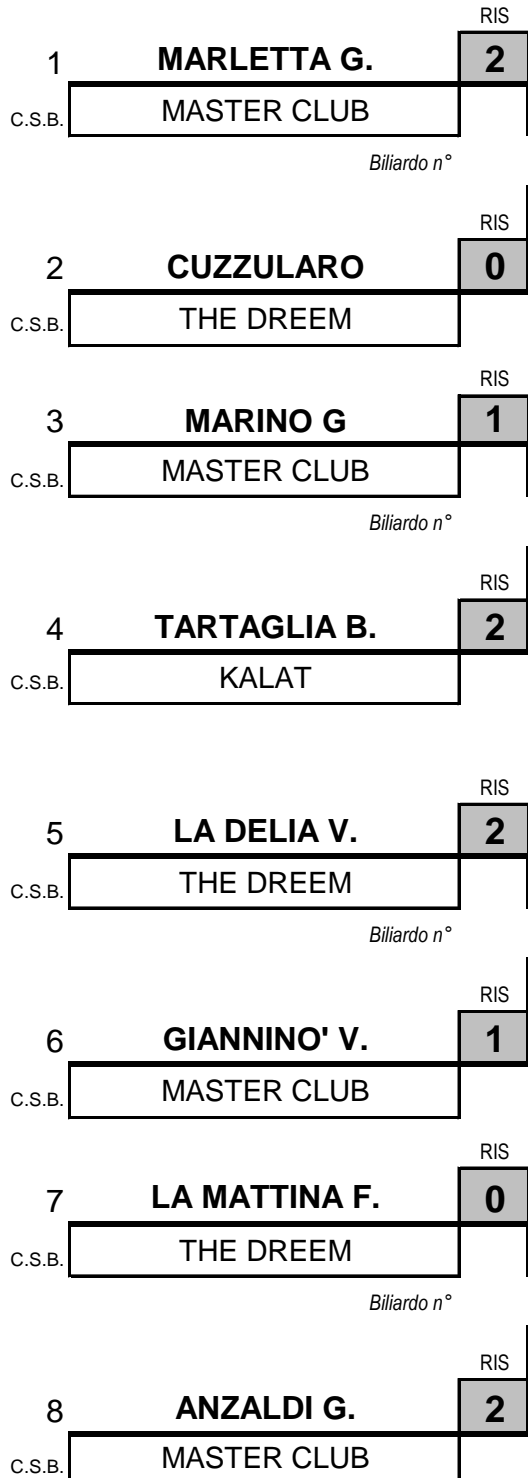 RIS
1 MARLETTA G. 2
C.S.B. MASTER CLUB
Biliardo n°
RIS
2 CUZZULARO 0
C.S.B. THE DREEM
RIS
3 MARINO G 1
C.S.B. MASTER CLUB
Biliardo n°
RIS
4 TARTAGLIA B. 2
C.S.B. KALAT
RIS
5 LA DELIA V. 2
C.S.B. THE DREEM
Biliardo n°
RIS
6 GIANNINO' V. 1
C.S.B. MASTER CLUB
RIS
7 LA MATTINA F. 0
C.S.B. THE DREEM
Biliardo n°
RIS
8 ANZALDI G. 2
C.S.B. MASTER CLUB